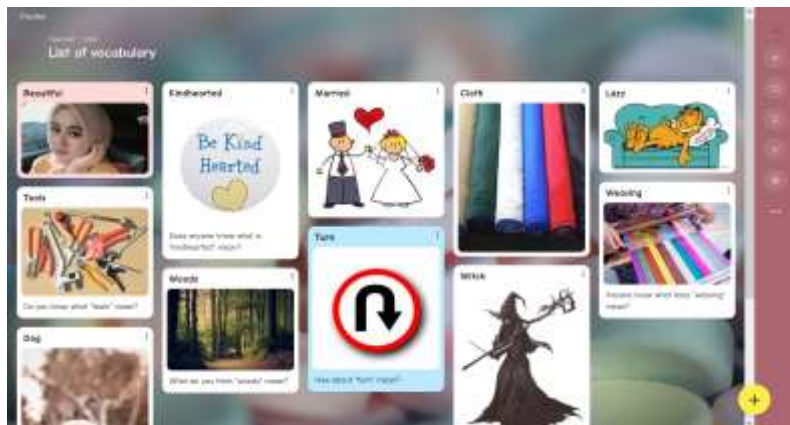 List of vocabulary
Beautiful
Tools
Do you know what "tools" mean?
Dog
Kindhearted
Be Kind
Hearted
Does anyone know what is
"kindhearted" mean?
Woods
What do you think "woods" mean?
Married
Turn
How about "turn" mean?
Cloth
Witch
Lazy
Weaving
Anyone know what does "weaving"
mean?